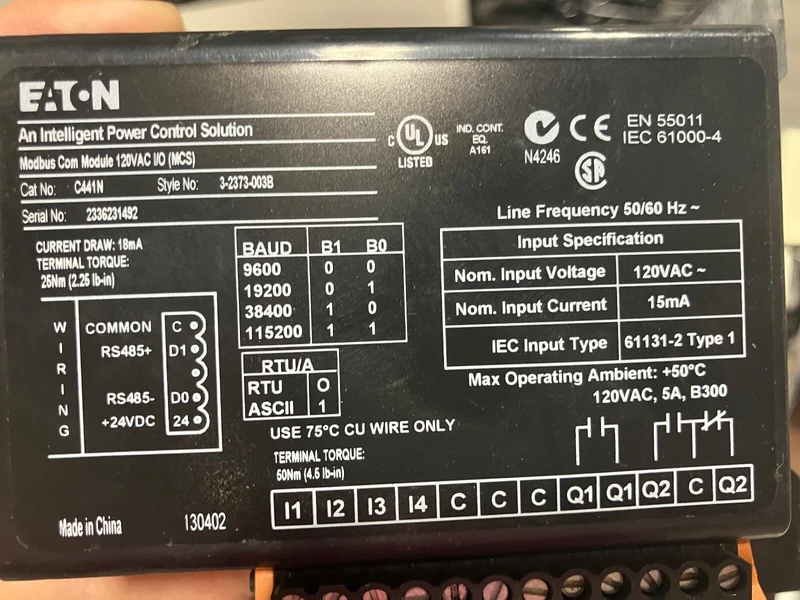 EATON
An Intelligent Power Control Solution
Modbus Com Module 120VAC I/O (MCS)
Cat No: C441N Style No: 3-2373-003B
Serial No: 2336231492
C UL US
LISTED
IND. CONT.
EQ.
A161
N4246
CE
EN 55011
IEC 61000-4
SA
CURRENT DRAW: 18mA
TERMINAL TORQUE:
25Nm (2.25 lb-in)
WIRING
COMMON C
RS485+ D1
RS485- D0
+24VDC 24
BAUD B1 B0
9600 0 0
19200 0 1
38400 1 0
115200 1 1
RTU/A
RTU O
ASCII 1
Line Frequency 50/60 Hz ~
Input Specification
Nom. Input Voltage 120VAC ~
Nom. Input Current 15mA
IEC Input Type 61131-2 Type 1
Max Operating Ambient: +50°C
120VAC, 5A, B300
USE 75°C CU WIRE ONLY
TERMINAL TORQUE:
50Nm (4.5 lb-in)
I1 I2 I3 I4 C C C Q1 Q1 Q2 C Q2
Made in China 130402